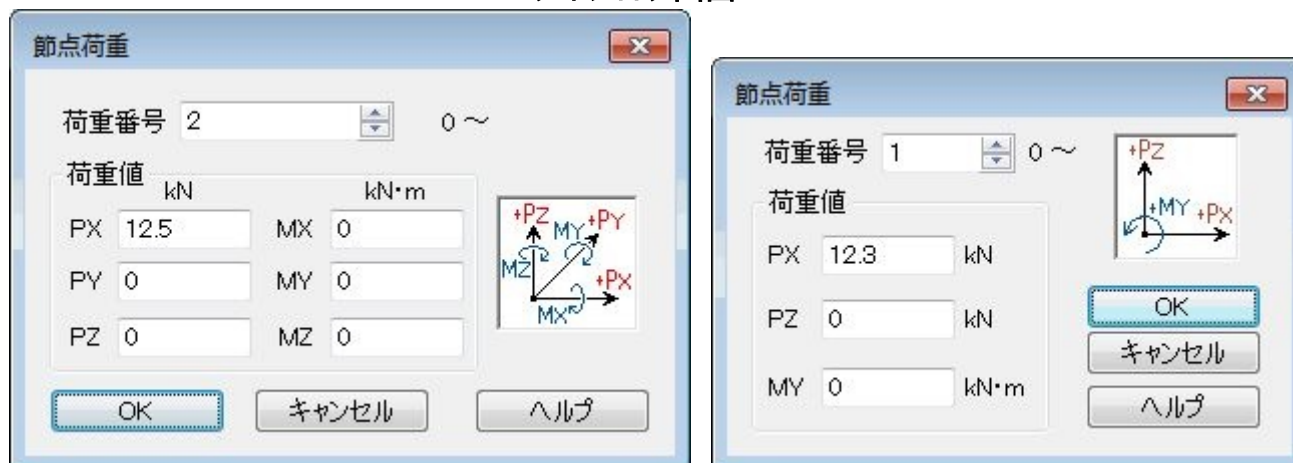 節点荷重
荷重番号 2 0～
荷重値
kN kN・m
PX 12.5 MX 0
PY 0 MY 0
PZ 0 MZ 0
+PZ MY +PY
MZ +PX
MX
OK キャンセル ヘルプ
節点荷重
荷重番号 1 0～
荷重値
PX 12.3 kN
PZ 0 kN
MY 0 kN・m
+PZ
+MY +PX
OK
キャンセル
ヘルプ